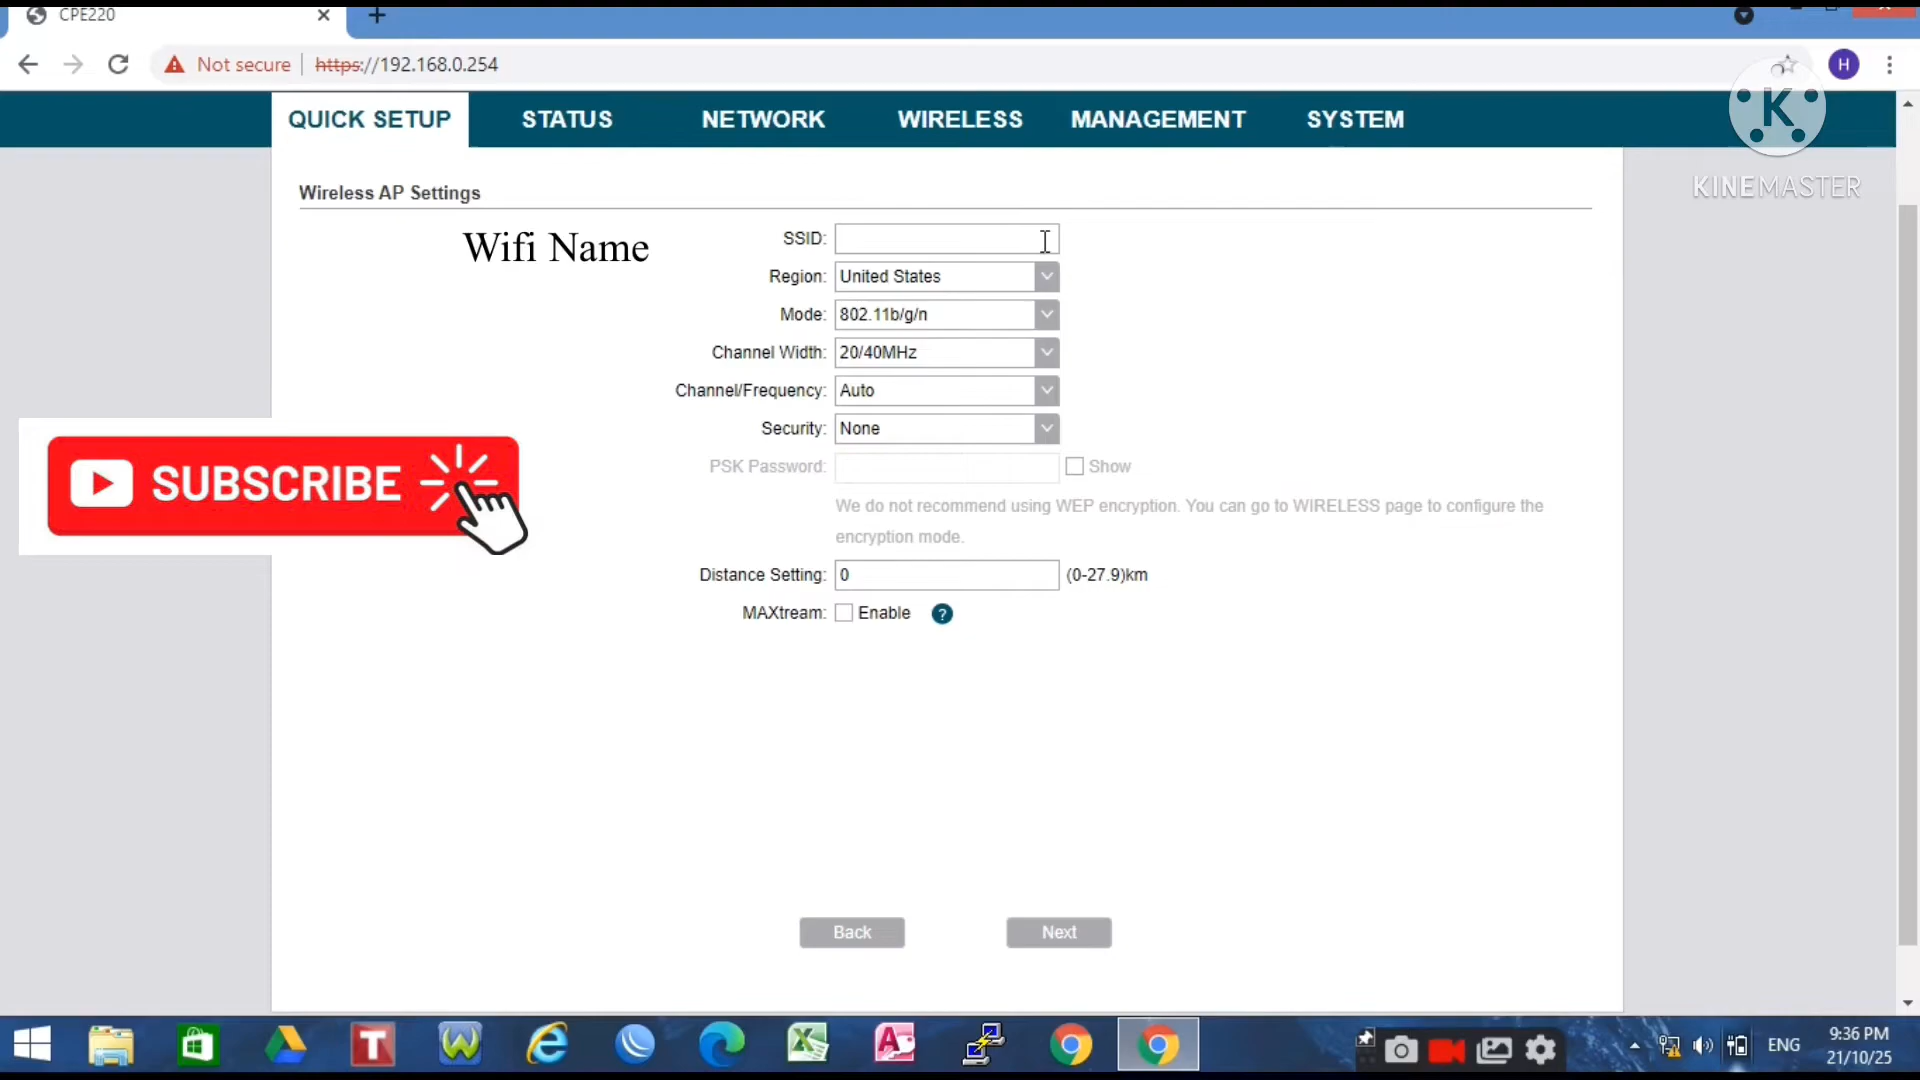 CPE220
Not secure https://192.168.0.254
H
QUICK SETUP STATUS NETWORK WIRELESS MANAGEMENT SYSTEM
K
KINEMASTER
Wireless AP Settings
Wifi Name
SSID:
Region: United States
Mode: 802.11b/g/n
Channel Width: 20/40MHz
Channel/Frequency: Auto
Security: None
PSK Password: Show
We do not recommend using WEP encryption. You can go to WIRELESS page to configure the
encryption mode.
SUBSCRIBE
Distance Setting: 0 (0-27.9)km
MAXtream: Enable ?
Back Next
ENG
9:36 PM
21/10/25